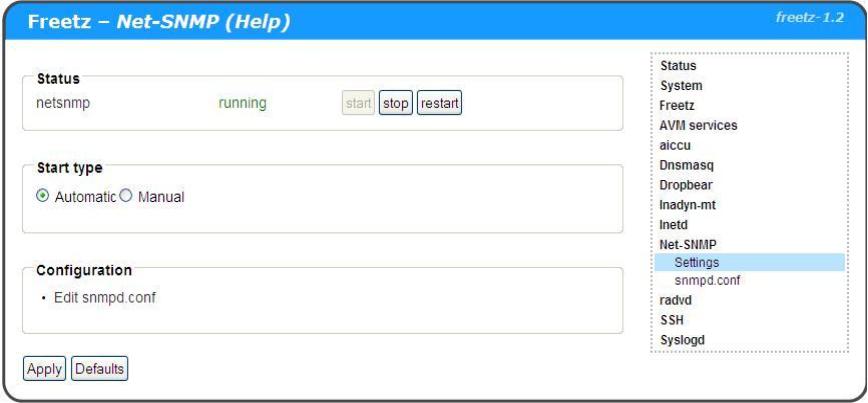 Freetz – Net-SNMP (Help)
freetz-1.2
Status
netsnmp running start stop restart
Start type
Automatic Manual
Configuration
• Edit snmpd.conf
Apply Defaults
Status
System
Freetz
AVM services
aiccu
Dnsmasq
Dropbear
Inadyn-mt
Inetd
Net-SNMP
Settings
snmpd.conf
radvd
SSH
Syslogd